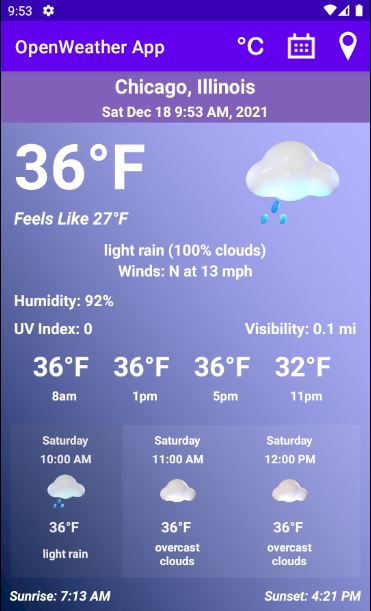 9:53
OpenWeather App °C
Chicago, Illinois
Sat Dec 18 9:53 AM, 2021
36°F
Feels Like 27°F
light rain (100% clouds)
Winds: N at 13 mph
Humidity: 92%
UV Index: 0 Visibility: 0.1 mi
36°F 36°F 36°F 32°F
8am 1pm 5pm 11pm
Saturday Saturday Saturday
10:00 AM 11:00 AM 12:00 PM
36°F 36°F 36°F
light rain overcast overcast
clouds clouds
Sunrise: 7:13 AM Sunset: 4:21 PM